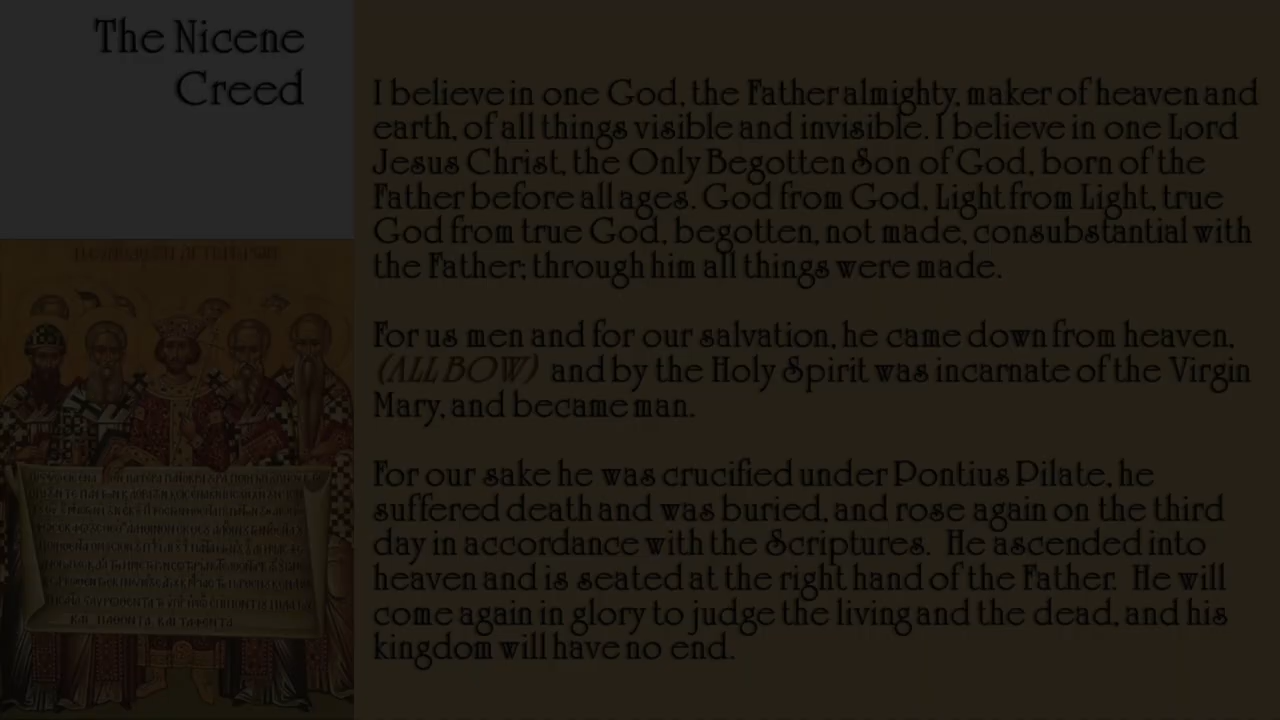 The Nicene
Creed
I believe in one God, the Father almighty, maker of heaven and
earth, of all things visible and invisible. I believe in one Lord
Jesus Christ, the Only Begotten Son of God, born of the
Father before all ages. God from God, Light from Light, true
God from true God, begotten, not made, consubstantial with
the Father; through him all things were made.
For us men and for our salvation, he came down from heaven,
(ALL BOW) and by the Holy Spirit was incarnate of the Virgin
Mary, and became man.
For our sake he was crucified under Pontius Pilate, he
suffered death and was buried, and rose again on the third
day in accordance with the Scriptures. He ascended into
heaven and is seated at the right hand of the Father. He will
come again in glory to judge the living and the dead, and his
kingdom will have no end.